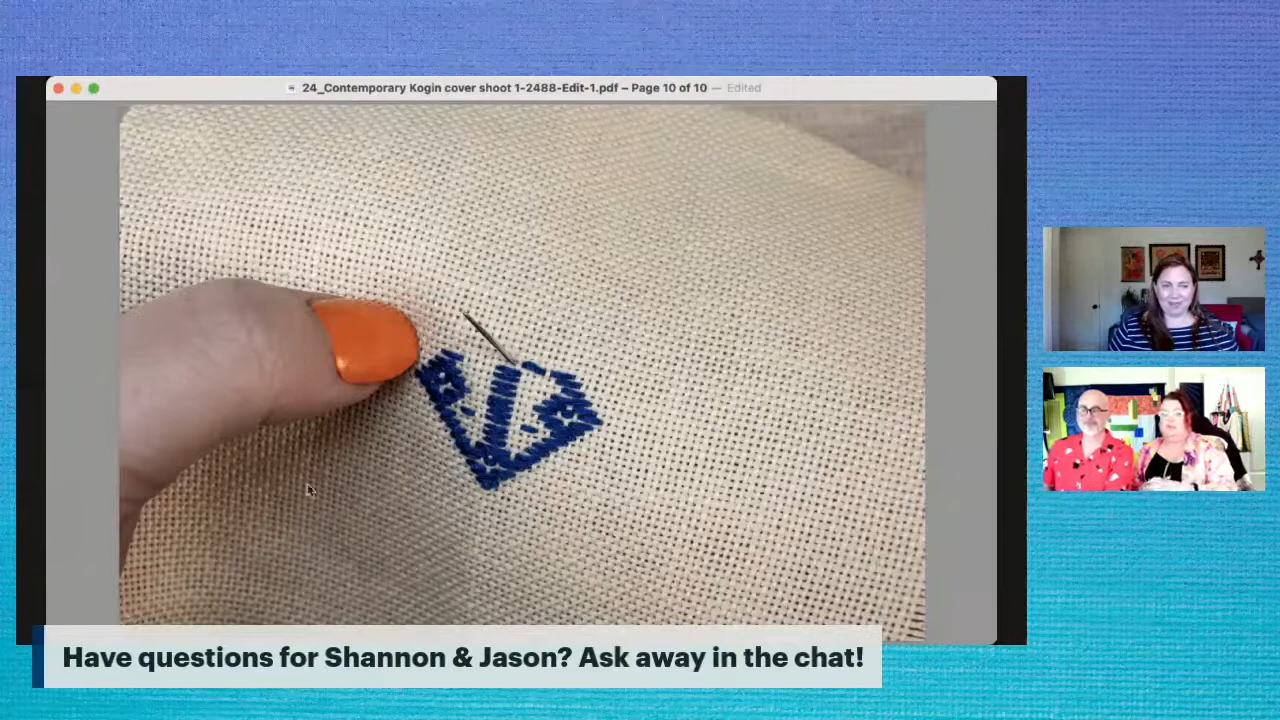 24_Contemporary Kogin cover shoot 1-2488-Edit-1.pdf – Page 10 of 10 — Edited
Have questions for Shannon & Jason? Ask away in the chat!